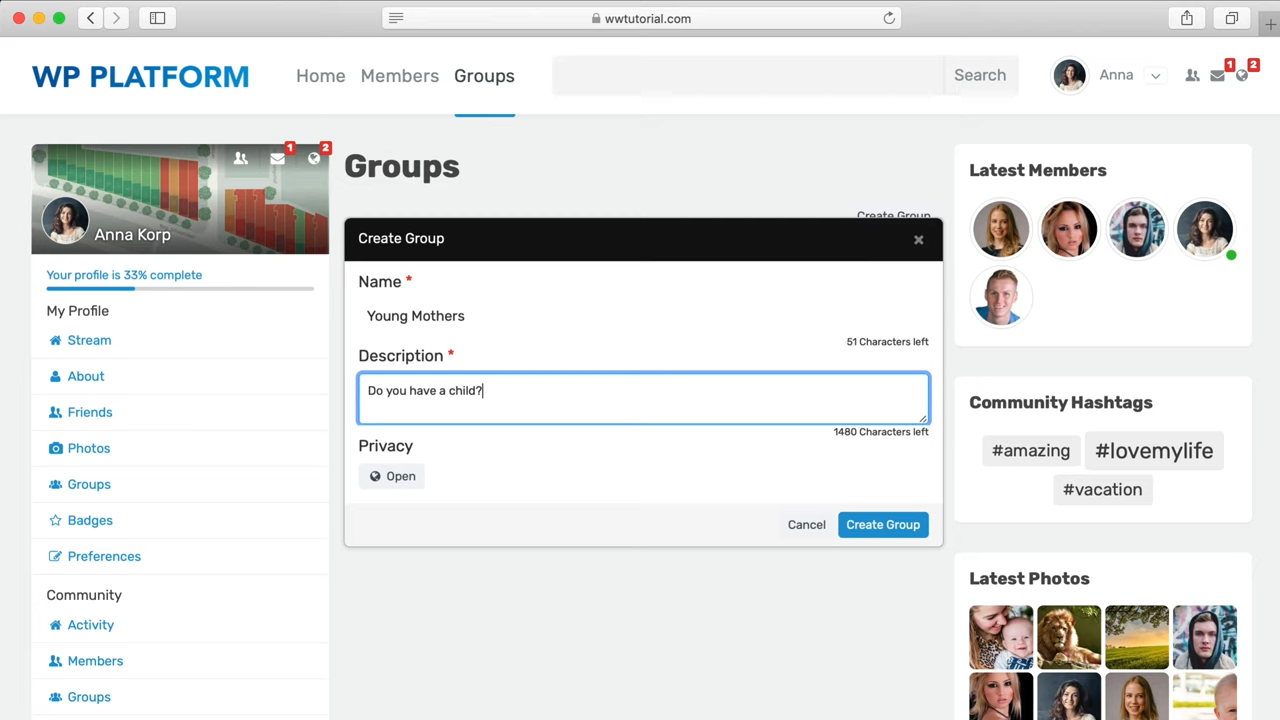 wwtutorial.com
WP PLATFORM
Home
Members
Groups
Search
Anna
1
2
1
2
Anna Korp
Your profile is 33% complete
My Profile
Stream
About
Friends
Photos
Groups
Badges
Preferences
Community
Activity
Members
Groups
Groups
Create Group
Create Group
Name *
Young Mothers
51 Characters left
Description *
Do you have a child?
1480 Characters left
Privacy
Open
Cancel
Create Group
Latest Members
Community Hashtags
#amazing #lovemylife
#vacation
Latest Photos